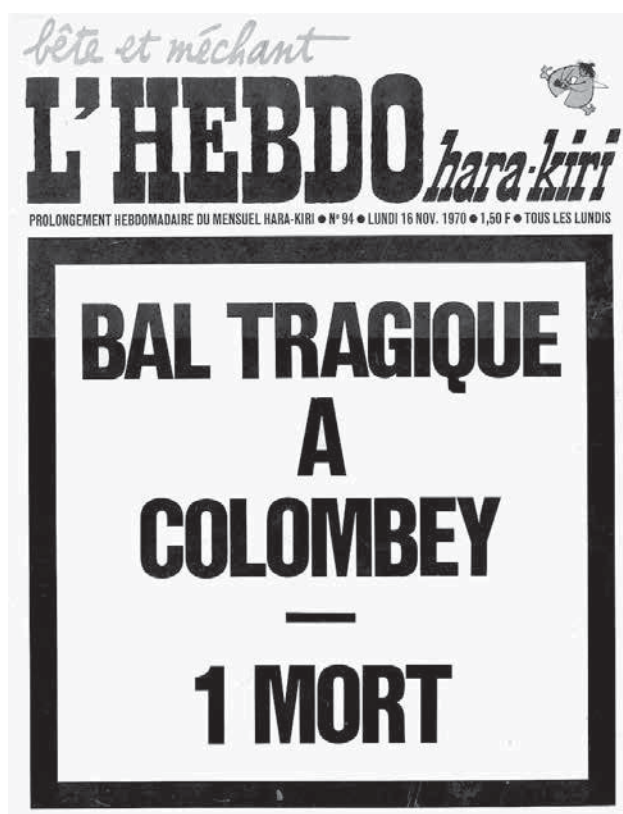 bête et méchant
L'HEBDO hara-kiri
PROLONGEMENT HEBDOMADAIRE DU MENSUEL HARA-KIRI ● N° 94 ● LUNDI 16 NOV. 1970 ● 1,50 F ● TOUS LES LUNDIS
BAL TRAGIQUE
A
COLOMBEY
—
1 MORT